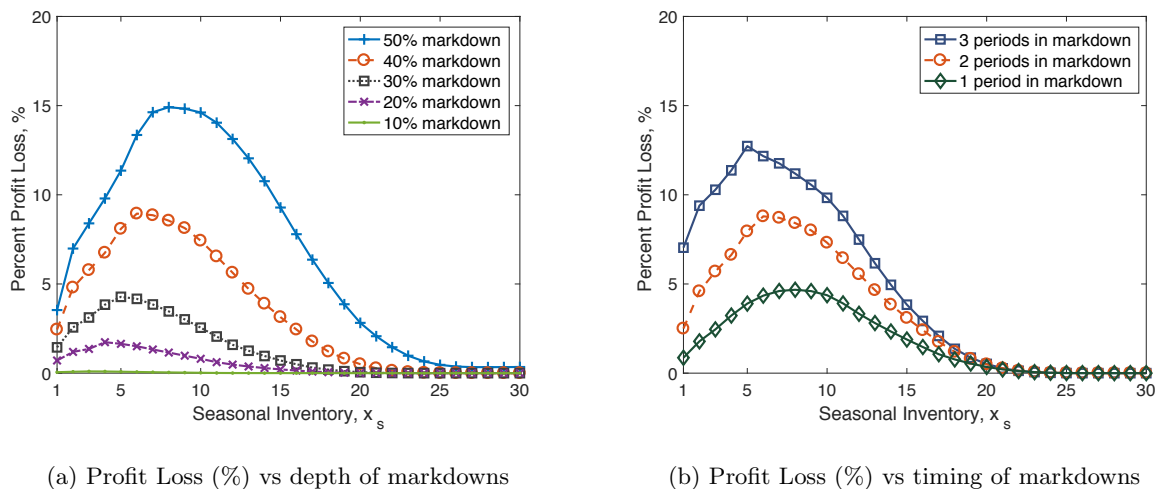 20
15
10
5
0
Percent Profit Loss, %
50% markdown
40% markdown
30% markdown
20% markdown
10% markdown
1 5 10 15 20 25 30
Seasonal Inventory, x_s
(a) Profit Loss (%) vs depth of markdowns
20
15
10
5
0
Percent Profit Loss, %
3 periods in markdown
2 periods in markdown
1 period in markdown
1 5 10 15 20 25 30
Seasonal Inventory, x_s
(b) Profit Loss (%) vs timing of markdowns